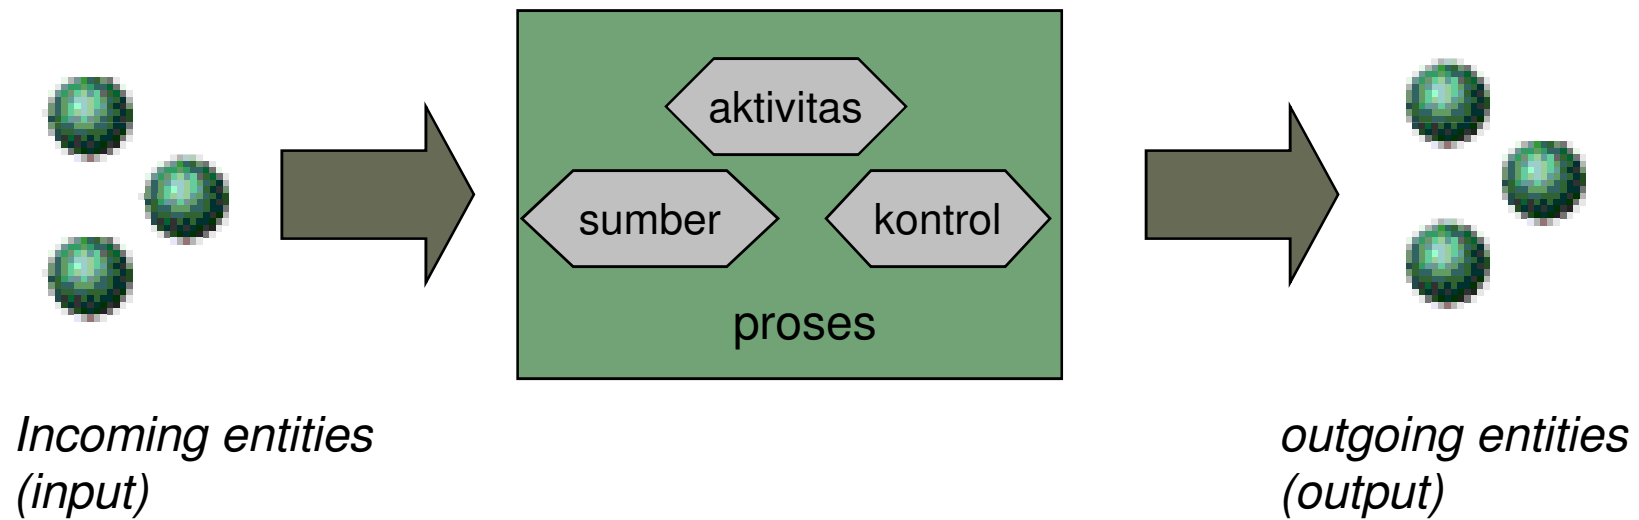 aktivitas
sumber
kontrol
proses
Incoming entities
(input)
outgoing entities
(output)